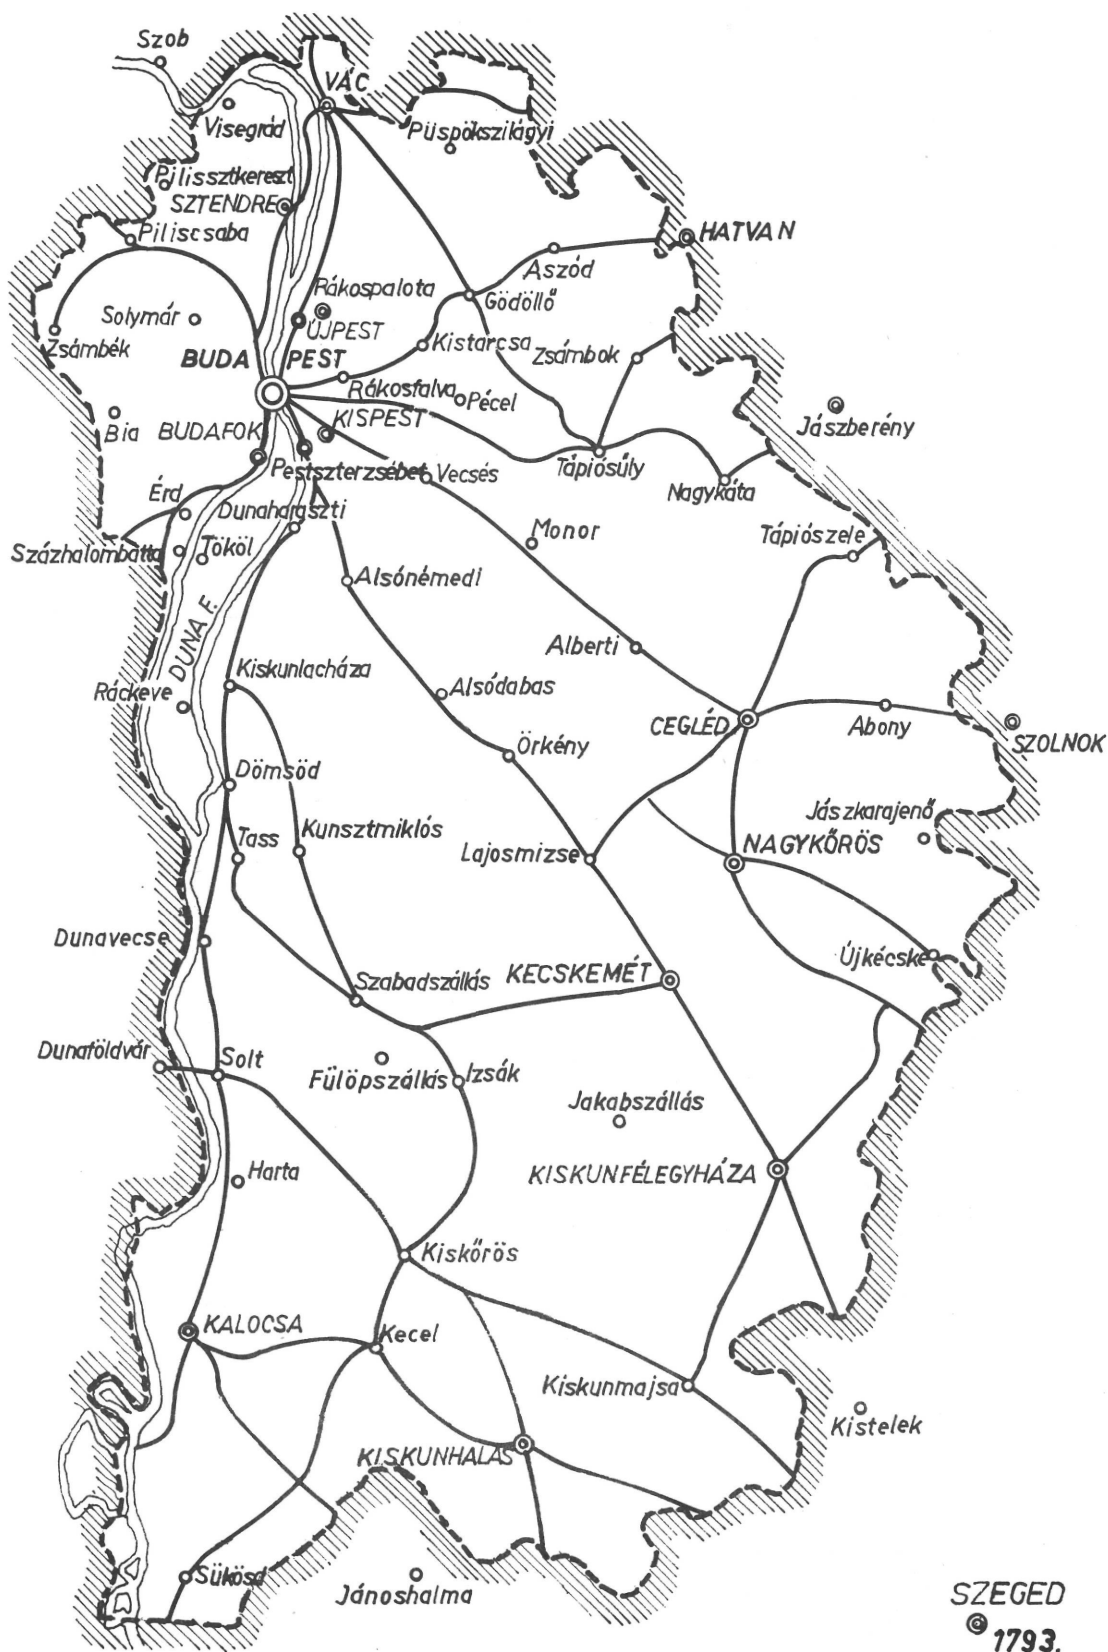 Szob
VÁC
Visegrád
Püspökszilágyi
Pilissztkereszt
SZTENDRE
Piliscsaba
HATVAN
Aszód
Rákospalota
Gödöllő
Solymár
ÚJPEST
Zsámbék
Kistarcsa
Zsámbok
BUDA PEST
Rákosfalva
Pécel
Bia
BUDAFOK
KISPEST
Jászberény
Pestszterzsébet
Vecsés
Tápiósűly
Nagykáta
Érd
Dunaharaszti
Százhalombatta
Tököl
Monor
Tápiószele
Alsónémedi
DUNA F.
Alberti
Kiskunlacháza
Ráckeve
Alsódabas
CEGLÉD
Abony
SZOLNOK
Örkény
Dömsöd
Tass
Kunsztmiklós
Lajosmizse
Jászkarajenő
NAGYKŐRÖS
Dunavecse
Szabadszállás
KECSKEMÉT
Újkécske
Dunaföldvár
Solt
Fülöpszállás
Izsák
Jakabszállás
Harta
KISKUNFÉLEGYHÁZA
Kiskőrös
KALOCSA
Kecel
Kiskunmajsa
Kistelek
KISKUNHALAS
Sükösd
Jánoshalma
SZEGED
1793.